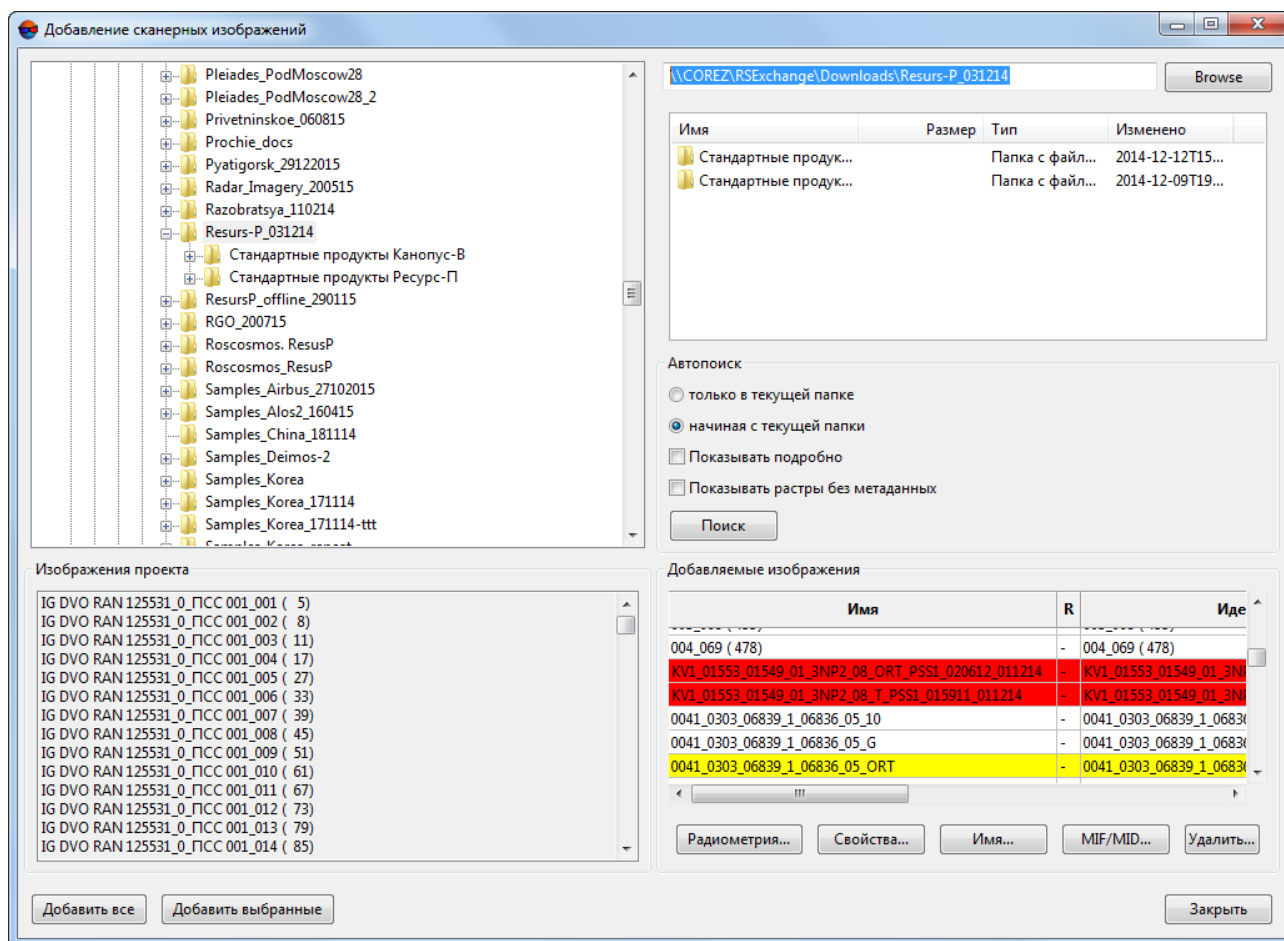 Добавление сканерных изображений
Pleiades_PodMoscow28
Pleiades_PodMoscow28_2
Privetninskoe_060815
Prochie_docs
Pyatigorsk_29122015
Radar_Imagery_200515
Razobratsya_110214
Resurs-P_031214
Стандартные продукты Канопус-В
Стандартные продукты Ресурс-П
ResursP_offline_290115
RGO_200715
Roscosmos. ResusP
Roscosmos_ResusP
Samples_Airbus_27102015
Samples_Alos2_160415
Samples_China_181114
Samples_Deimos-2
Samples_Korea
Samples_Korea_171114
Samples_Korea_171114-ttt
\\COREZ\RSExchange\Downloads\Resurs-P_031214
Browse
Имя Размер Тип Изменено
Стандартные продук... Папка с файл... 2014-12-12T15...
Стандартные продук... Папка с файл... 2014-12-09T19...
Автопоиск
только в текущей папке
начиная с текущей папки
Показывать подробно
Показывать растры без метаданных
Поиск
Изображения проекта
IG DVO RAN 125531_0_ПСС 001_001 ( 5)
IG DVO RAN 125531_0_ПСС 001_002 ( 8)
IG DVO RAN 125531_0_ПСС 001_003 ( 11)
IG DVO RAN 125531_0_ПСС 001_004 ( 17)
IG DVO RAN 125531_0_ПСС 001_005 ( 27)
IG DVO RAN 125531_0_ПСС 001_006 ( 33)
IG DVO RAN 125531_0_ПСС 001_007 ( 39)
IG DVO RAN 125531_0_ПСС 001_008 ( 45)
IG DVO RAN 125531_0_ПСС 001_009 ( 51)
IG DVO RAN 125531_0_ПСС 001_010 ( 61)
IG DVO RAN 125531_0_ПСС 001_011 ( 67)
IG DVO RAN 125531_0_ПСС 001_012 ( 73)
IG DVO RAN 125531_0_ПСС 001_013 ( 79)
IG DVO RAN 125531_0_ПСС 001_014 ( 85)
Добавляемые изображения
Имя R Иде
004_069 ( 478) - 004_069 ( 478)
KV1_01553_01549_01_3NP2_08_ORT_PSS1_020612_011214 - KV1_01553_01549_01_3NI
KV1_01553_01549_01_3NP2_08_T_PSS1_015911_011214 - KV1_01553_01549_01_3NI
0041_0303_06839_1_06836_05_10 - 0041_0303_06839_1_0683(
0041_0303_06839_1_06836_05_G - 0041_0303_06839_1_0683(
0041_0303_06839_1_06836_05_ORT - 0041_0303_06839_1_0683(
Радиометрия... Свойства... Имя... MIF/MID... Удалить...
Добавить все Добавить выбранные Закрыть